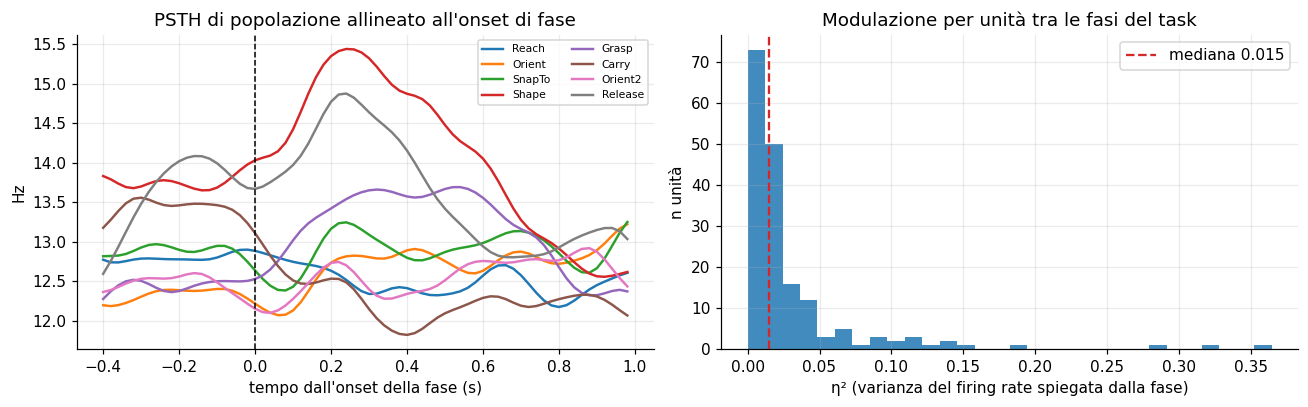 PSTH di popolazione allineato all'onset di fase
Hz
15.5
15.0
14.5
14.0
13.5
13.0
12.5
12.0
Reach
Orient
SnapTo
Shape
Grasp
Carry
Orient2
Release
−0.4 −0.2 0.0 0.2 0.4 0.6 0.8 1.0
tempo dall'onset della fase (s)
Modulazione per unità tra le fasi del task
n unità
70
60
50
40
30
20
10
0
mediana 0.015
0.00 0.05 0.10 0.15 0.20 0.25 0.30 0.35
η² (varianza del firing rate spiegata dalla fase)